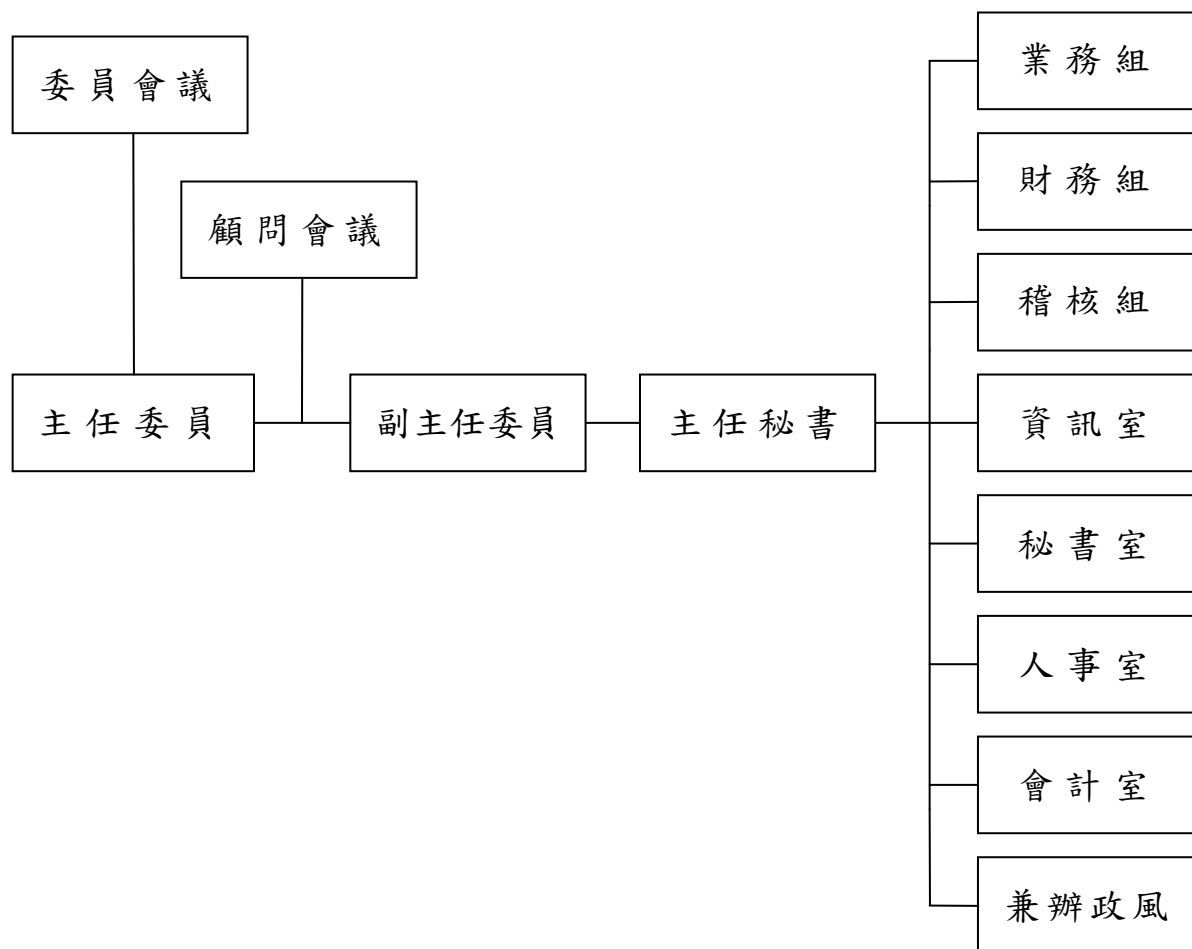 委員會議
顧問會議
主任委員
副主任委員
主任秘書
業務組
財務組
稽核組
資訊室
秘書室
人事室
會計室
兼辦政風